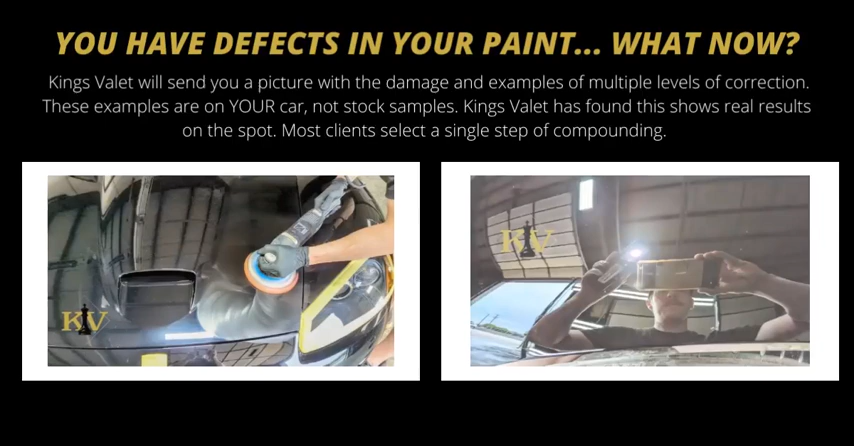 YOU HAVE DEFECTS IN YOUR PAINT... WHAT NOW?
Kings Valet will send you a picture with the damage and examples of multiple levels of correction.
These examples are on YOUR car, not stock samples. Kings Valet has found this shows real results
on the spot. Most clients select a single step of compounding.
KV
KV